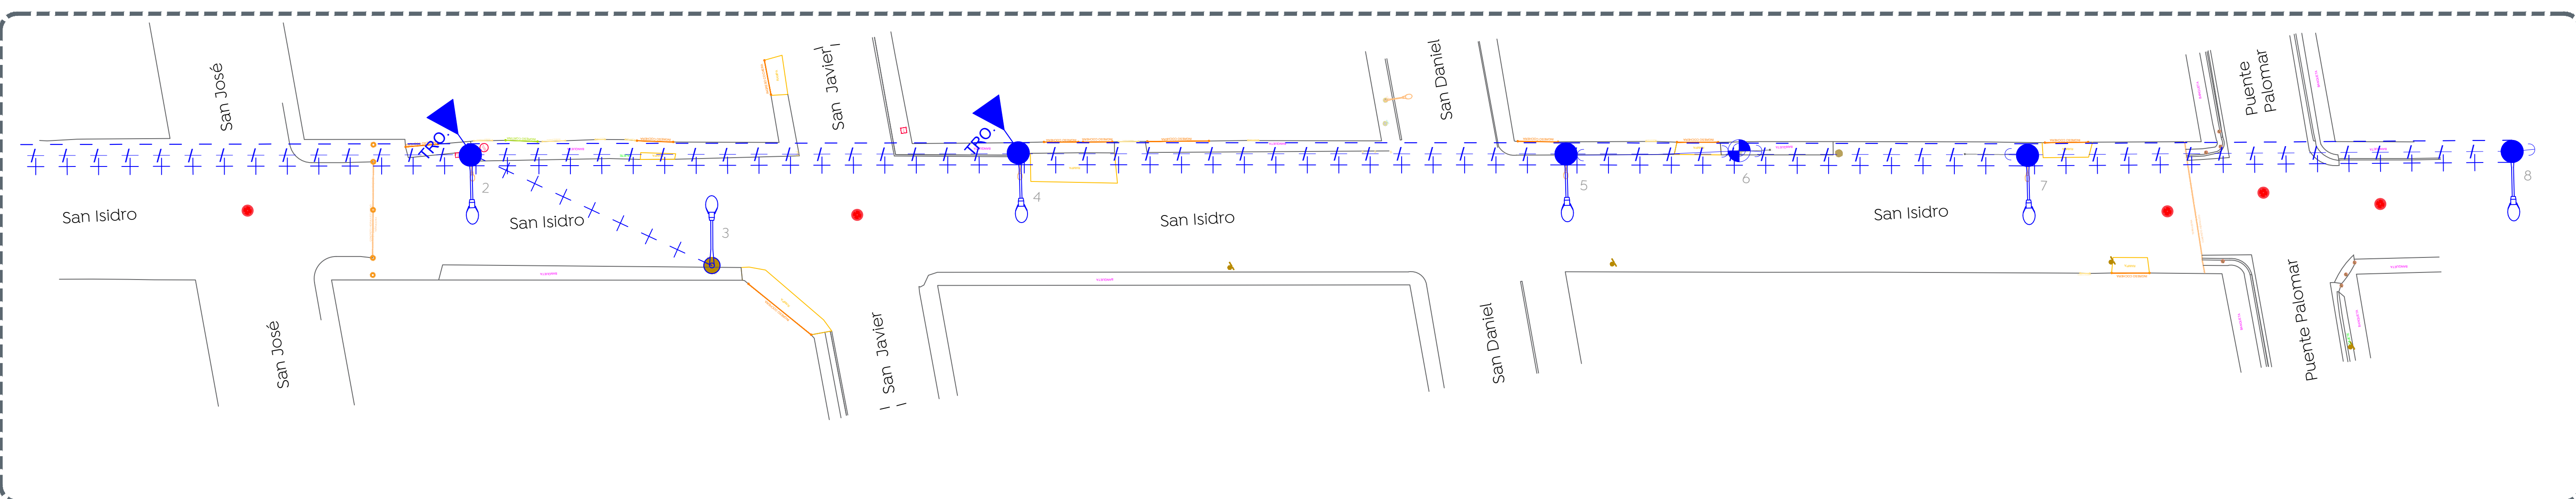 San José
San Javier
San Daniel
Puente
Palomar
TRO.
TRO.
2
4
5
6
7
8
San Isidro
San Isidro
3
San Isidro
San Isidro
San José
San Javier
San Daniel
Puente Palomar